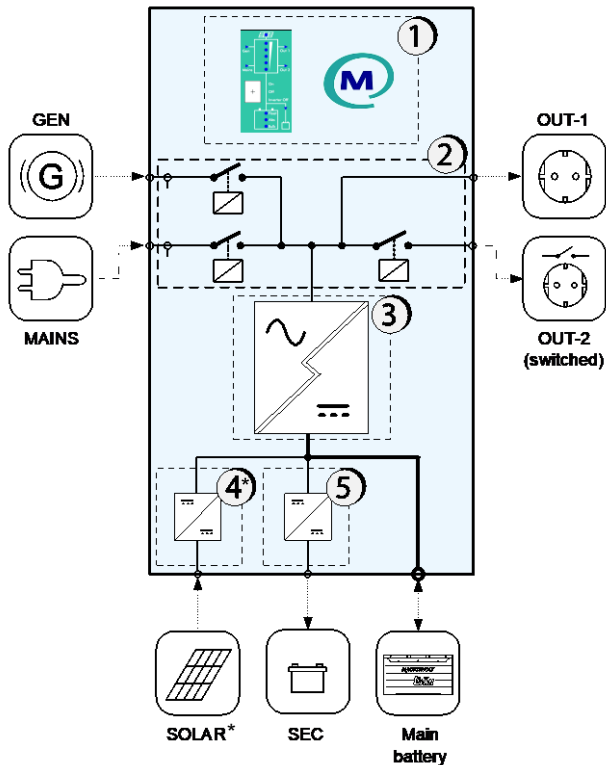 1
M
GEN
G
OUT-1
2
MAINS
OUT-2
(switched)
3
4*
5
SOLAR*
SEC
Main
battery